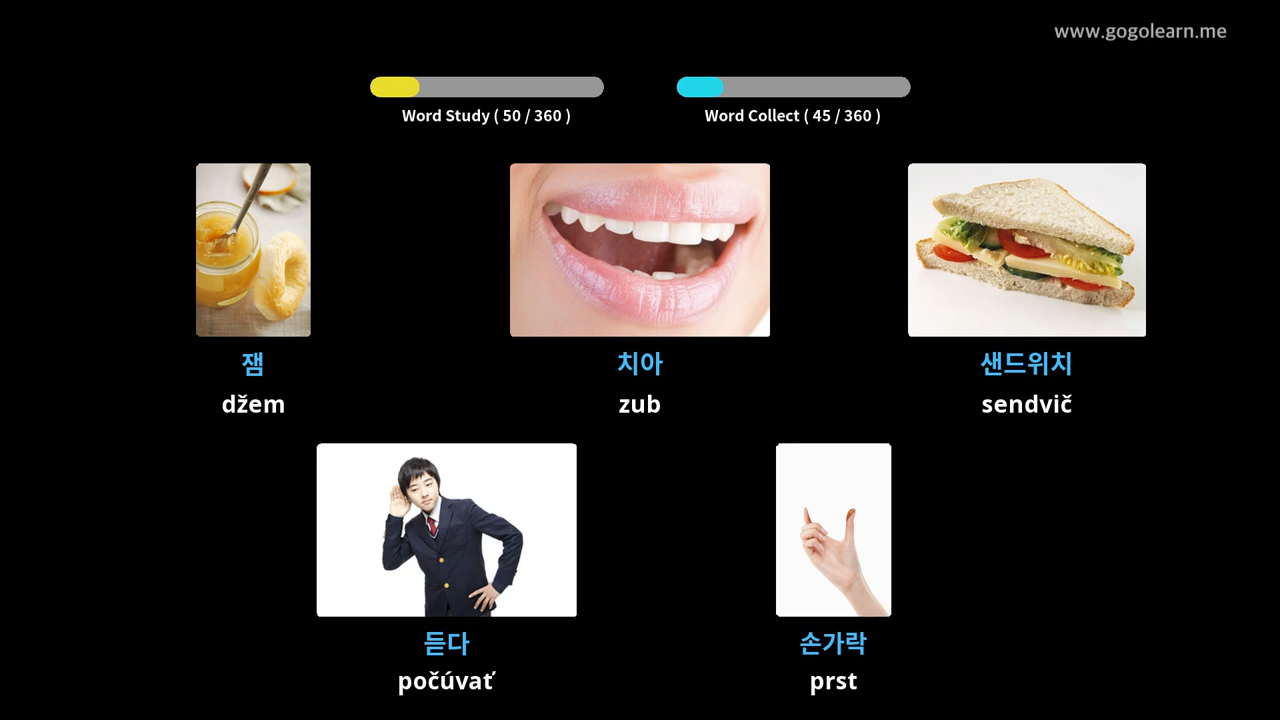 www.gogolearn.me
Word Study ( 50 / 360 )
Word Collect ( 45 / 360 )
잼
치아
샌드위치
džem
zub
sendvič
듣다
손가락
počúvať
prst